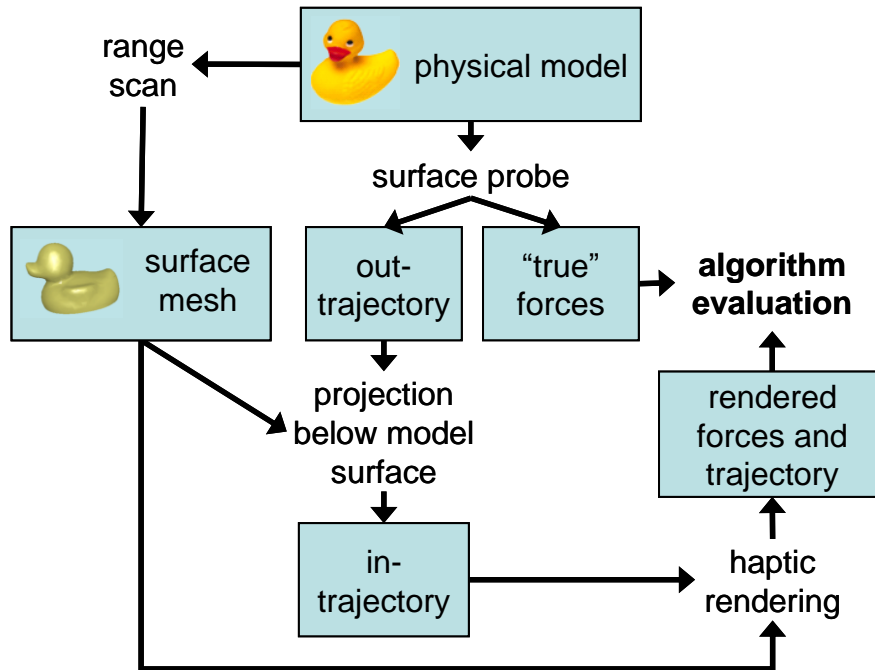 range
scan
physical model
surface probe
surface
mesh
out-
trajectory
“true”
forces
algorithm
evaluation
projection
below model
surface
rendered
forces and
trajectory
in-
trajectory
haptic
rendering